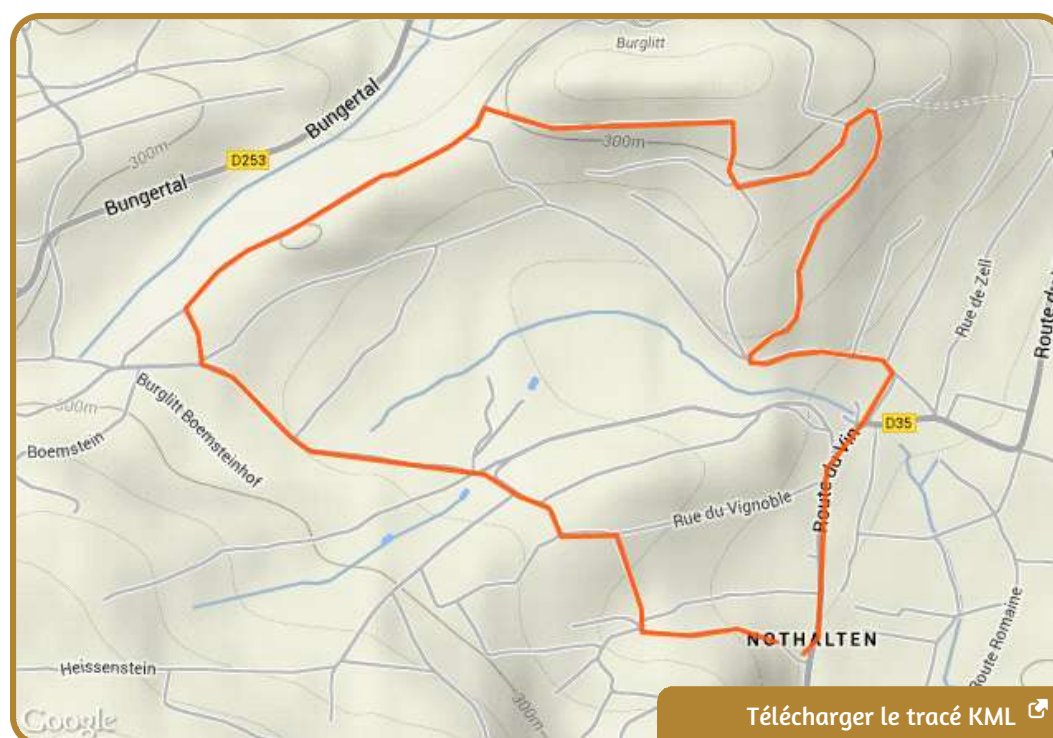 Burglitt
Bungertal
300m
D253
300m
Bungertal
Rue de Zell
Burglitt Boemsteinhof
300m
Boemstein
D35
Route du Vin
Rue du Vignoble
NOTHALTEN
Route Romaine
Heissenstein
300m
Google
Télécharger le tracé KML